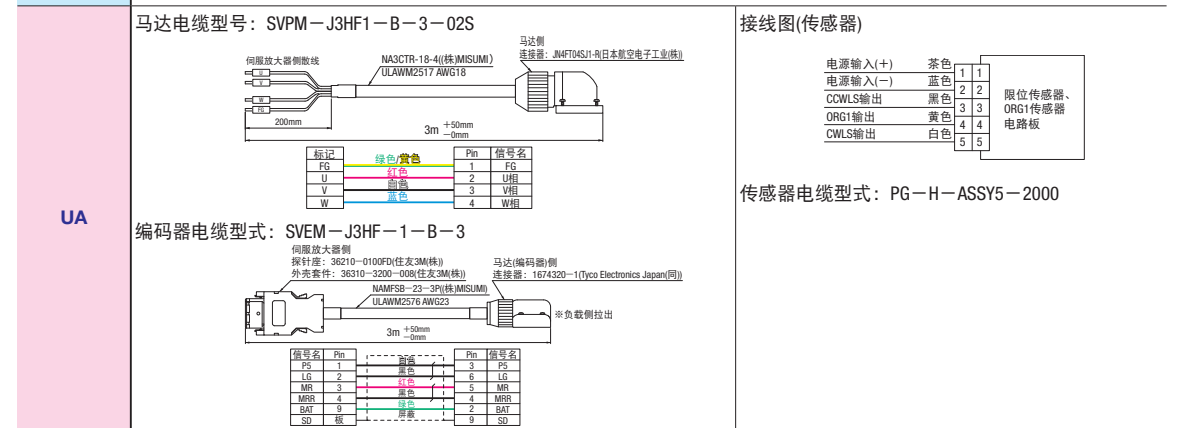 UA
马达电缆型号：SVPM－J3HF1－B－3－02S
马达侧
连接器：JN4FT04SJ1-R(日本航空电子工业(株))
伺服放大器侧散线
NA3CTR-18-4((株)MISUMI)
ULAWM2517 AWG18
U
V
W
FG
200mm
3m +50mm －0mm
标记 Pin 信号名
FG 绿色/黄色 1 FG
U 红色 2 U相
V 白色 3 V相
W 蓝色 4 W相
编码器电缆型式：SVEM－J3HF－1－B－3
伺服放大器侧
探针座：36210－0100FD(住友3M(株))
外壳套件：36310－3200－008(住友3M(株))
马达(编码器)侧
连接器：1674320－1(Tyco Electronics Japan(同))
NAMFSB－23－3P((株)MISUMI)
ULAWM2576 AWG23
※负载侧拉出
3m +50mm －0mm
信号名 Pin Pin 信号名
P5 1 白色 3 P5
LG 2 黑色 6 LG
MR 3 红色 5 MR
MRR 4 黑色 4 MRR
BAT 9 绿色 2 BAT
SD 板 屏蔽 9 SD
接线图(传感器)
电源输入(+) 茶色 1 1
电源输入(－) 蓝色 2 2
CCWLS输出 黑色 3 3
ORG1输出 黄色 4 4
CWLS输出 白色 5 5
限位传感器、
ORG1传感器
电路板
传感器电缆型式：PG－H－ASSY5－2000